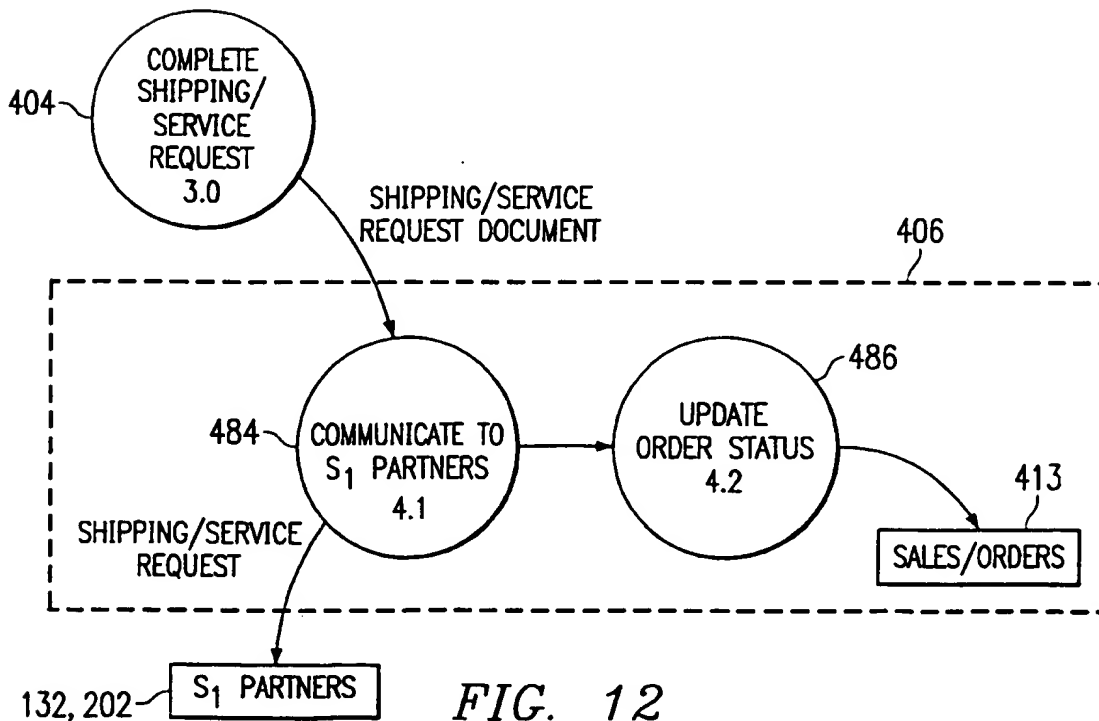 COMPLETE
SHIPPING/
SERVICE
REQUEST
3.0
404
SHIPPING/SERVICE
REQUEST DOCUMENT
406
486
484
COMMUNICATE TO
S₁ PARTNERS
4.1
UPDATE
ORDER STATUS
4.2
413
SALES/ORDERS
SHIPPING/SERVICE
REQUEST
S₁ PARTNERS
132, 202
FIG. 12